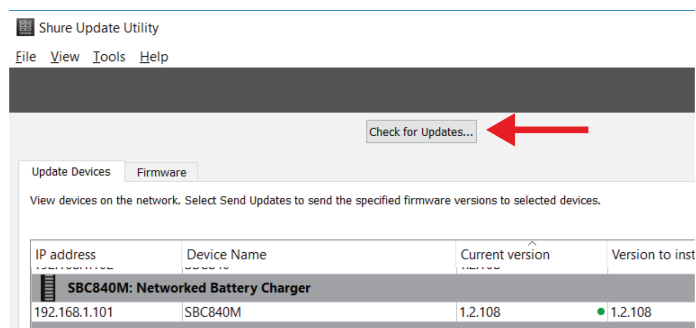 Shure Update Utility
File View Tools Help
Check for Updates...
Update Devices Firmware
View devices on the network. Select Send Updates to send the specified firmware versions to selected devices.
IP address Device Name Current version Version to inst
SBC840M: Networked Battery Charger
192.168.1.101 SBC840M 1.2.108 1.2.108